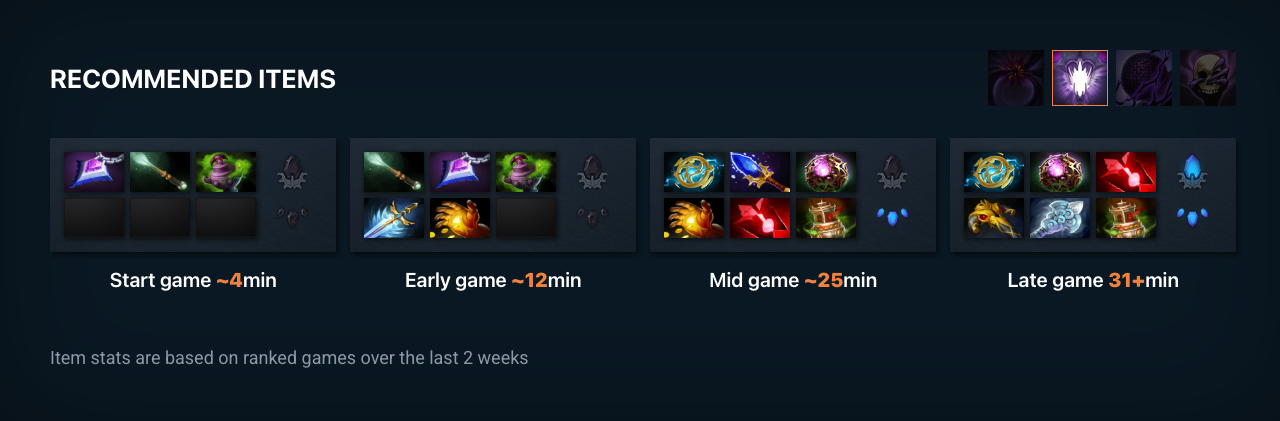 RECOMMENDED ITEMS
Start game ~4min
Early game ~12min
Mid game ~25min
Late game 31+min
Item stats are based on ranked games over the last 2 weeks